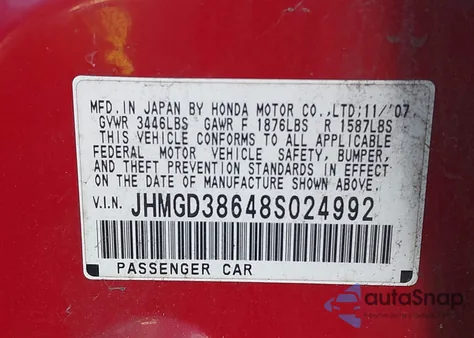 MFD. IN JAPAN BY HONDA MOTOR CO.,LTD;11/'07
GVWR 3446LBS GAWR F 1876LBS R 1587LBS
THIS VEHICLE CONFORMS TO ALL APPLICABLE
FEDERAL MOTOR VEHICLE SAFETY, BUMPER,
AND THEFT PREVENTION STANDARDS IN EFFECT
ON THE DATE OF MANUFACTURE SHOWN ABOVE.
V.I.N. JHMGD38648S024992
PASSENGER CAR
autoSnap